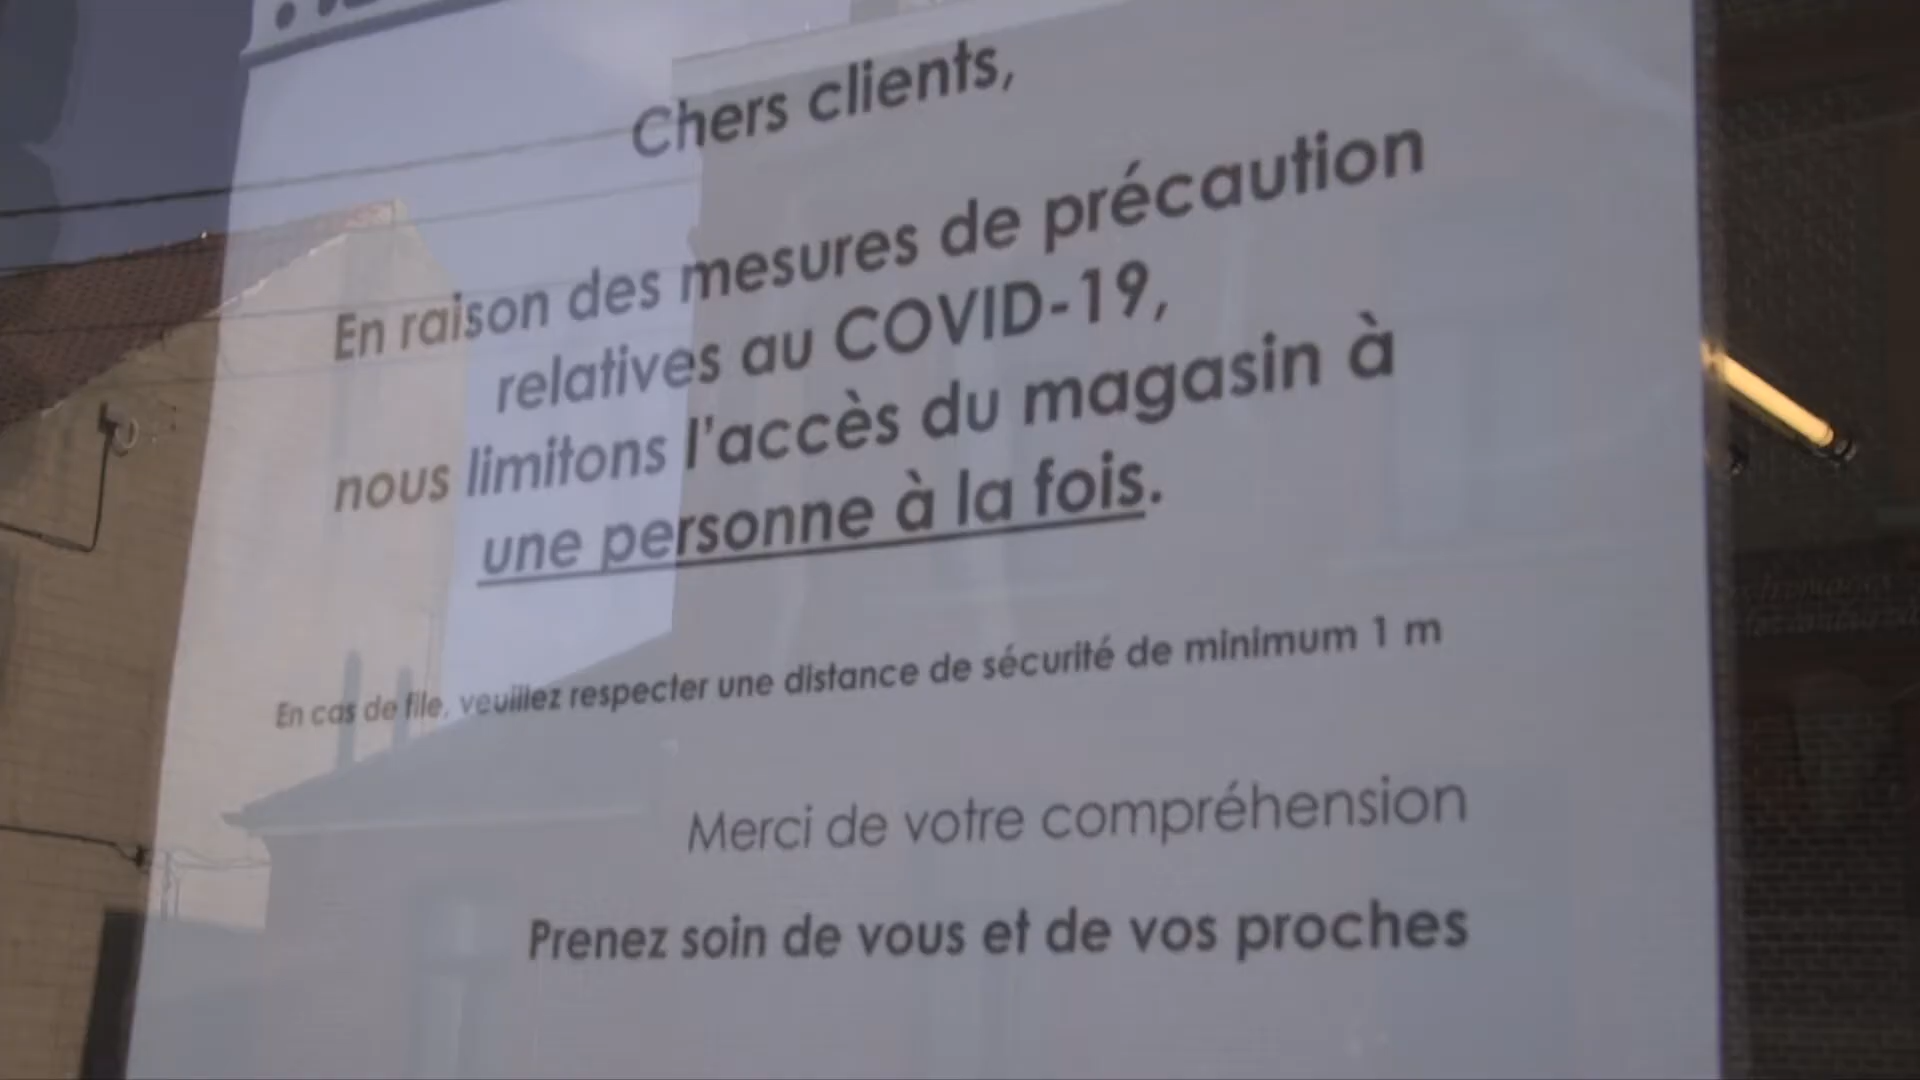 Chers clients,
En raison des mesures de précaution
relatives au COVID-19,
nous limitons l'accès du magasin à
une personne à la fois.
En cas de file, veuillez respecter une distance de sécurité de minimum 1 m
Merci de votre compréhension
Prenez soin de vous et de vos proches